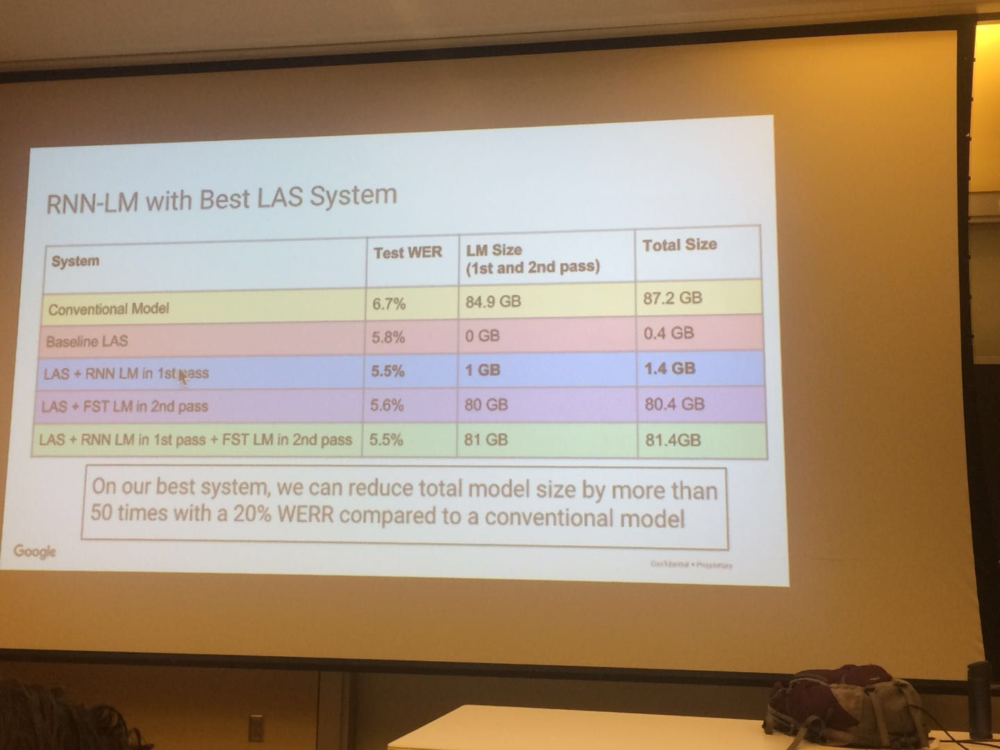 RNN-LM with Best LAS System
System Test WER LM Size (1st and 2nd pass) Total Size
Conventional Model 6.7% 84.9 GB 87.2 GB
Baseline LAS 5.8% 0 GB 0.4 GB
LAS + RNN LM in 1st pass 5.5% 1 GB 1.4 GB
LAS + FST LM in 2nd pass 5.6% 80 GB 80.4 GB
LAS + RNN LM in 1st pass + FST LM in 2nd pass 5.5% 81 GB 81.4GB
On our best system, we can reduce total model size by more than
50 times with a 20% WERR compared to a conventional model
Google
Confidential • Proprietary